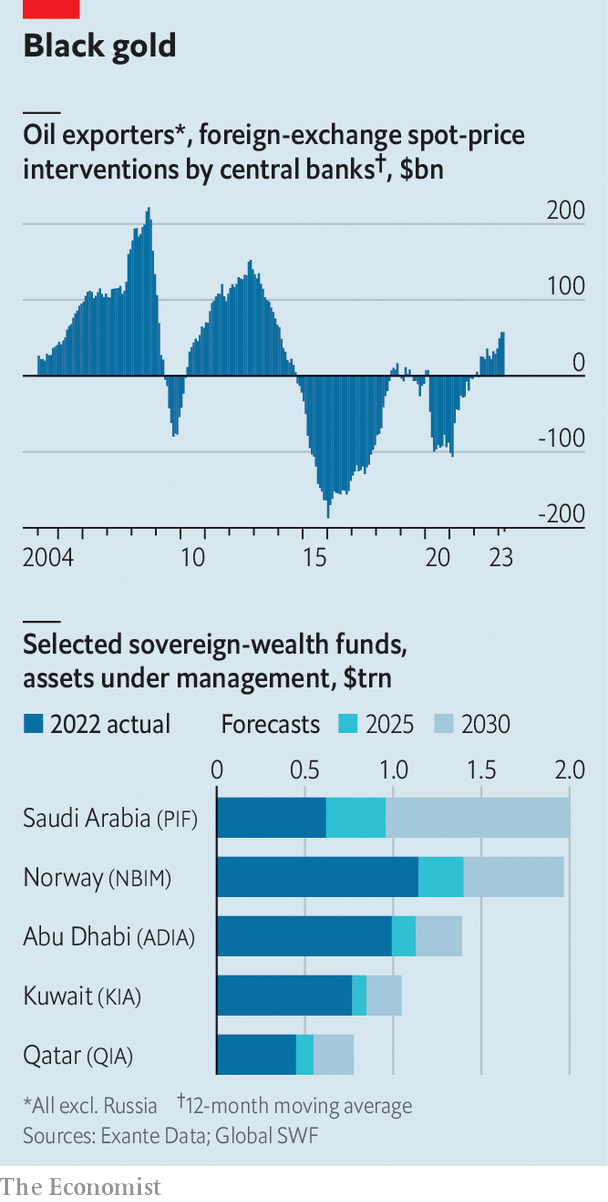 Black gold
Oil exporters*, foreign-exchange spot-price
interventions by central banks†, $bn
200
100
0
-100
-200
2004 10 15 20 23
Selected sovereign-wealth funds,
assets under management, $trn
2022 actual Forecasts 2025 2030
0 0.5 1.0 1.5 2.0
Saudi Arabia (PIF)
Norway (NBIM)
Abu Dhabi (ADIA)
Kuwait (KIA)
Qatar (QIA)
*All excl. Russia †12-month moving average
Sources: Exante Data; Global SWF
The Economist